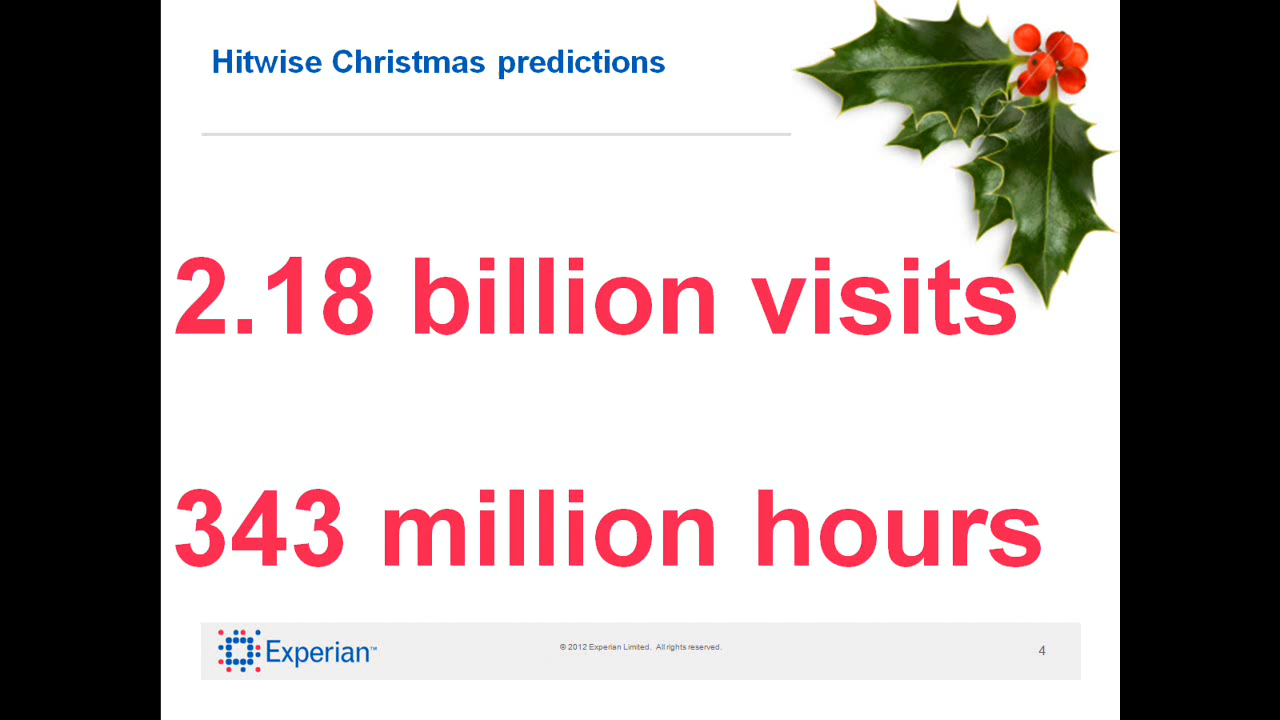 Hitwise Christmas predictions
2.18 billion visits
343 million hours
Experian™
© 2012 Experian Limited. All rights reserved.
4